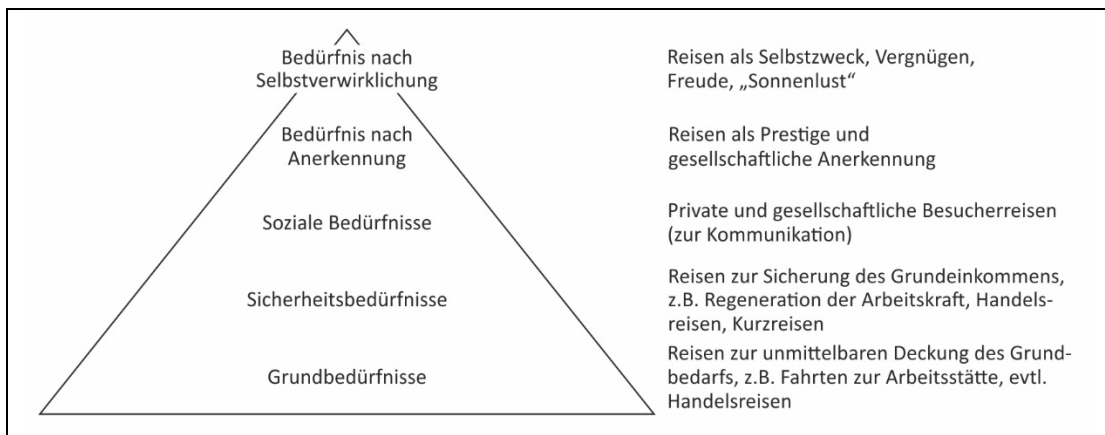 Bedürfnis nach
Selbstverwirklichung
Reisen als Selbstzweck, Vergnügen,
Freude, „Sonnenlust“
Bedürfnis nach
Anerkennung
Reisen als Prestige und
gesellschaftliche Anerkennung
Soziale Bedürfnisse
Private und gesellschaftliche Besucherreisen
(zur Kommunikation)
Sicherheitsbedürfnisse
Reisen zur Sicherung des Grundeinkommens,
z.B. Regeneration der Arbeitskraft, Handels-
reisen, Kurzreisen
Grundbedürfnisse
Reisen zur unmittelbaren Deckung des Grund-
bedarfs, z.B. Fahrten zur Arbeitsstätte, evtl.
Handelsreisen